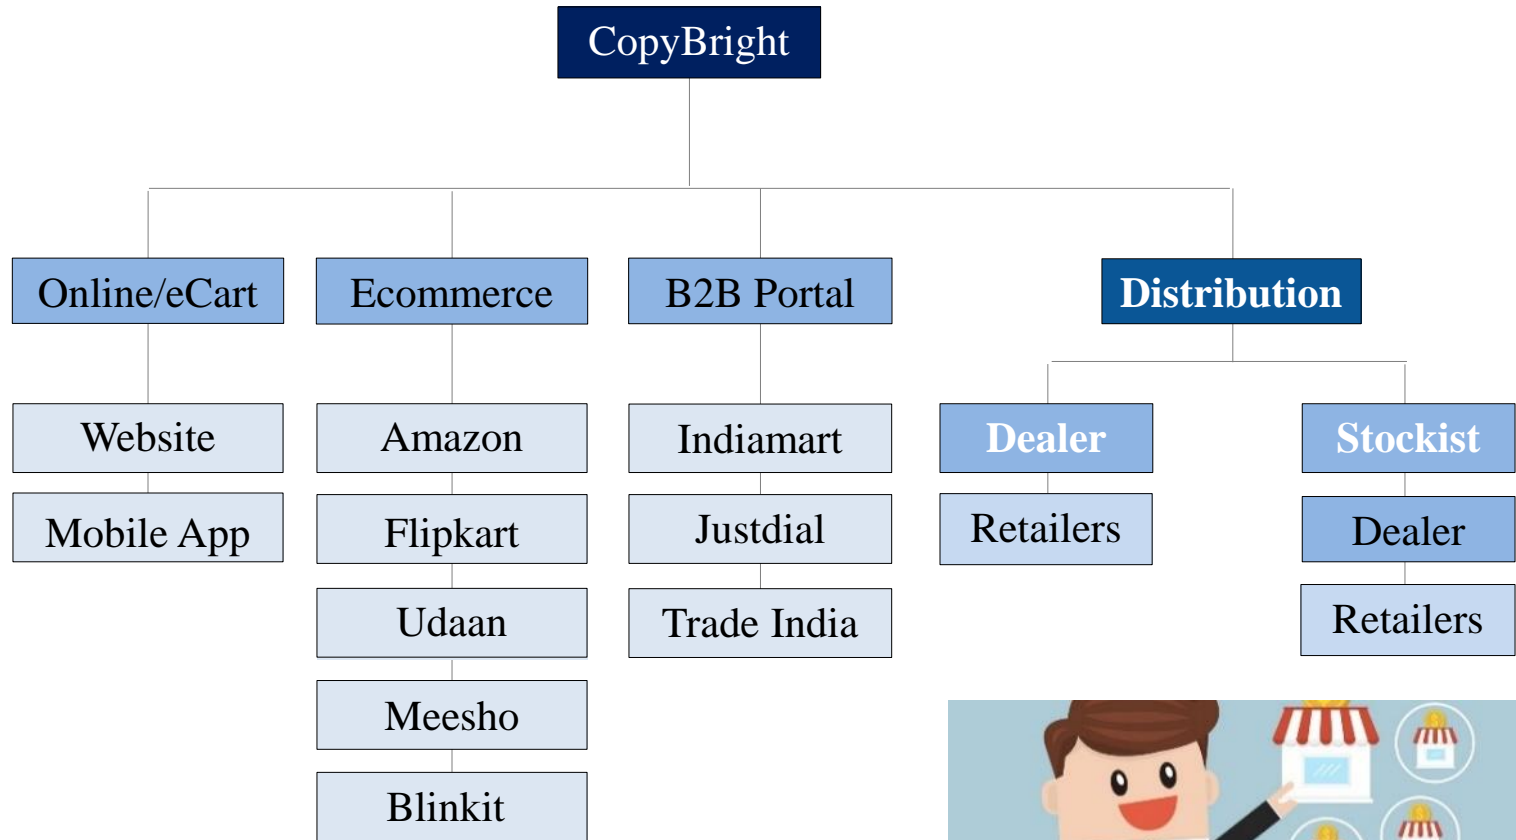 CopyBright
Online/eCart
Ecommerce
B2B Portal
Distribution
Website
Amazon
Indiamart
Dealer
Stockist
Mobile App
Flipkart
Justdial
Retailers
Dealer
Udaan
Trade India
Retailers
Meesho
Blinkit